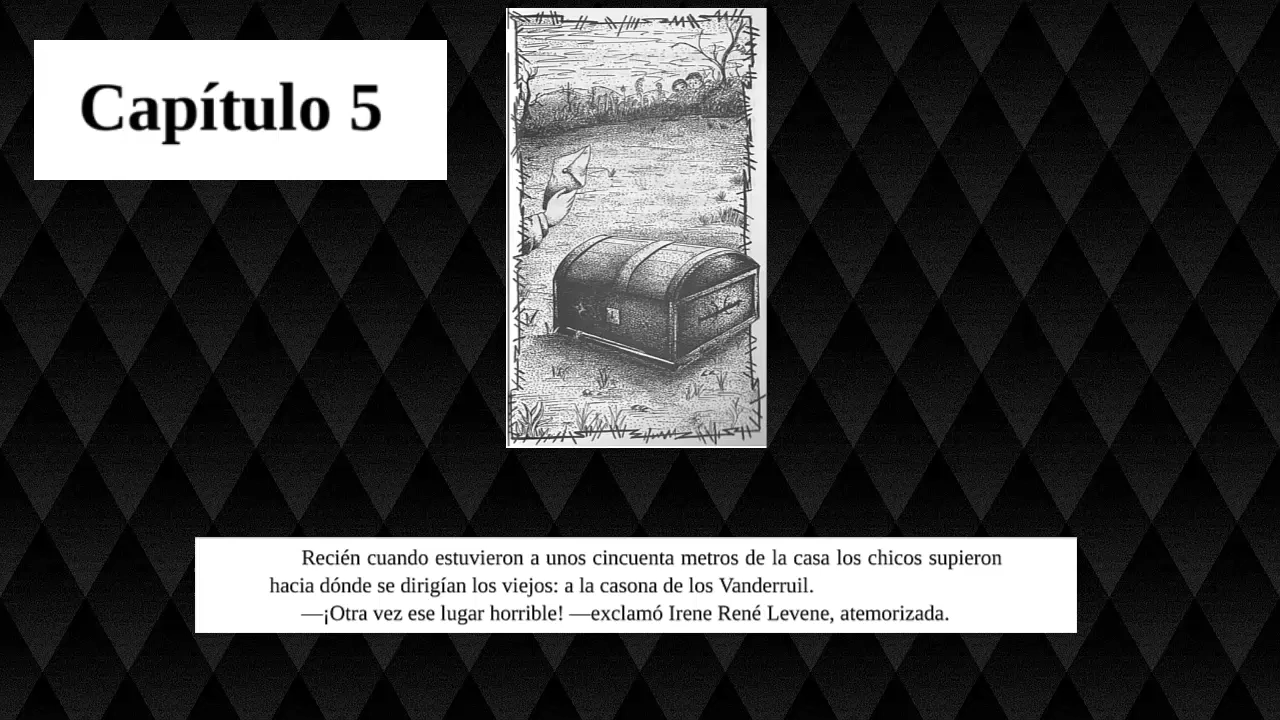 Capítulo 5
Recién cuando estuvieron a unos cincuenta metros de la casa los chicos supieron
hacia dónde se dirigían los viejos: a la casona de los Vanderruil.
—¡Otra vez ese lugar horrible! —exclamó Irene René Levene, atemorizada.